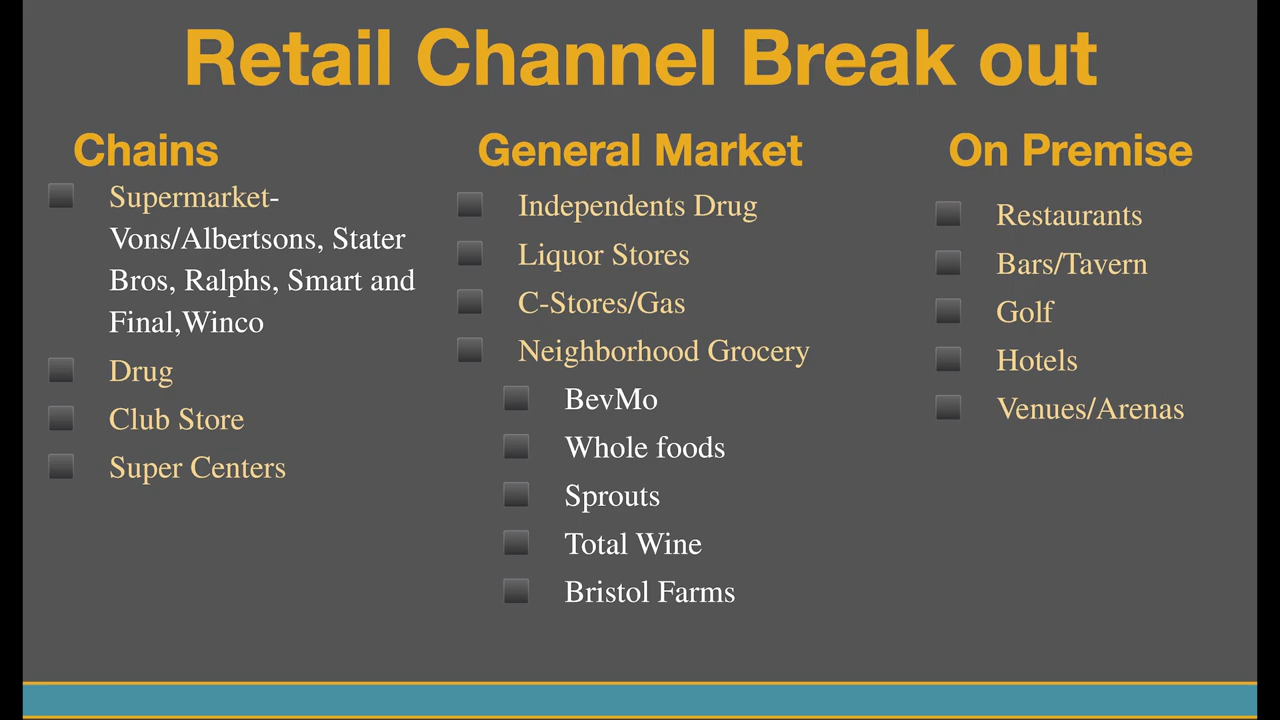 Retail Channel Break out
Chains
Supermarket-
Vons/Albertsons, Stater
Bros, Ralphs, Smart and
Final,Winco
Drug
Club Store
Super Centers
General Market
Independents Drug
Liquor Stores
C-Stores/Gas
Neighborhood Grocery
BevMo
Whole foods
Sprouts
Total Wine
Bristol Farms
On Premise
Restaurants
Bars/Tavern
Golf
Hotels
Venues/Arenas